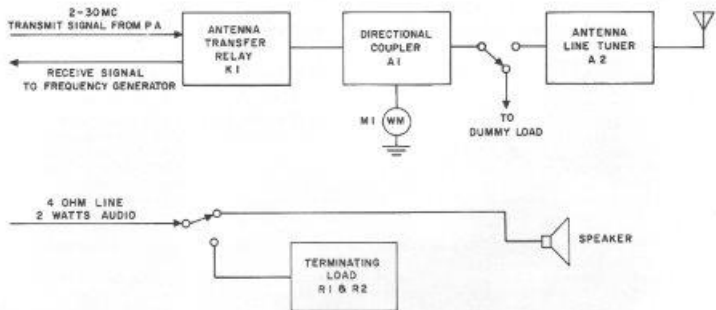 2-30MC
TRANSMIT SIGNAL FROM PA
RECEIVE SIGNAL
TO FREQUENCY GENERATOR
ANTENNA
TRANSFER
RELAY
K1
DIRECTIONAL
COUPLER
A1
M1
WM
TO
DUMMY LOAD
ANTENNA
LINE TUNER
A2
4 OHM LINE
2 WATTS AUDIO
TERMINATING
LOAD
R1 & R2
SPEAKER